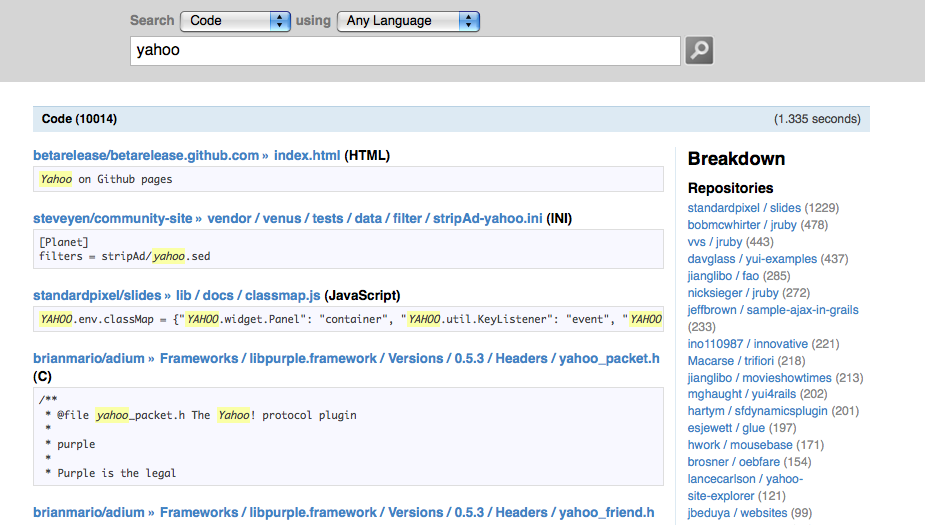 Search Code using Any Language
yahoo
Code (10014) (1.335 seconds)
betarelease/betarelease.github.com » index.html (HTML)
Yahoo on Github pages
steveyen/community-site » vendor / venus / tests / data / filter / stripAd-yahoo.ini (INI)
[Planet]
filters = stripAd/yahoo.sed
standardpixel/slides » lib / docs / classmap.js (JavaScript)
YAHOO.env.classMap = {"YAHOO.widget.Panel": "container", "YAHOO.util.KeyListener": "event", "YAHOO
brianmario/adium » Frameworks / libpurple.framework / Versions / 0.5.3 / Headers / yahoo_packet.h
(C)
/**
* @file yahoo_packet.h The Yahoo! protocol plugin
*
* purple
*
* Purple is the legal
brianmario/adium » Frameworks / libpurple.framework / Versions / 0.5.3 / Headers / yahoo_friend.h
Breakdown
Repositories
standardpixel / slides (1229)
bobmcwhirter / jruby (478)
vvs / jruby (443)
davglass / yui-examples (437)
jianglibo / fao (285)
nicksieger / jruby (272)
jeffbrown / sample-ajax-in-grails
(233)
ino110987 / innovative (221)
Macarse / trifiori (218)
jianglibo / movieshowtimes (213)
mghaught / yui4rails (202)
hartym / sfdynamicsplugin (201)
esjewett / glue (197)
hwork / mousebase (171)
brosner / oebfare (154)
lancecarlson / yahoo-
site-explorer (121)
jbeduya / websites (99)